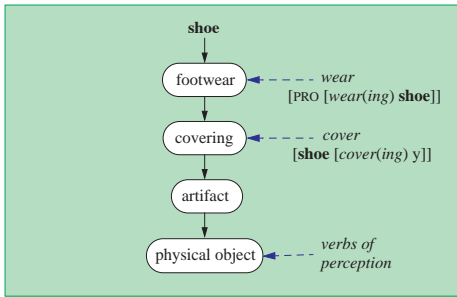 shoe
footwear
wear
[PRO [wear(ing) shoe]]
covering
cover
[shoe [cover(ing) y]]
artifact
physical object
verbs of
perception